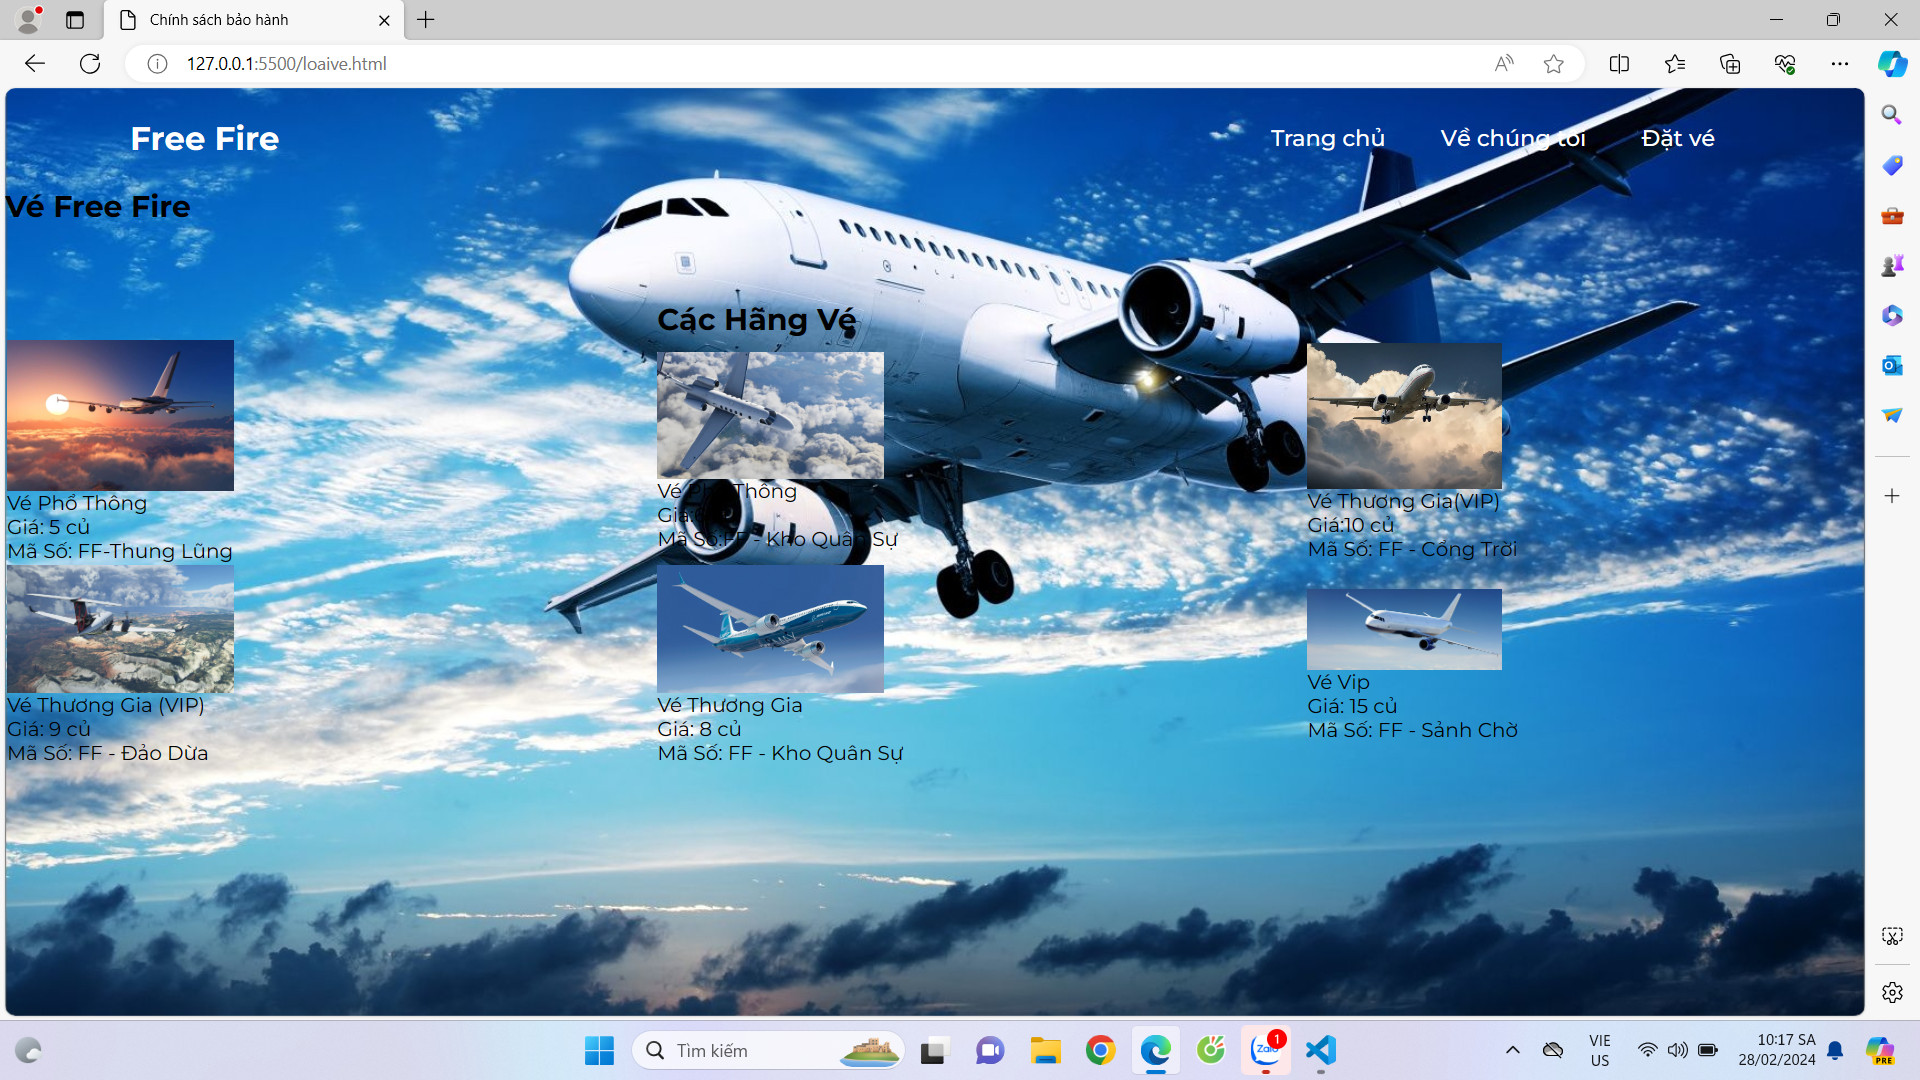 Chính sách bảo hành
127.0.0.1:5500/loaive.html
Free Fire
Trang chủ
Về chúng tôi
Đặt vé
Vé Free Fire
Các Hãng Vé
Vé Phổ Thông
Giá: 5 củ
Mã Số: FF-Thung Lũng
Vé Phổ Thông
Giá:
Mã Số:FF - Kho Quân Sự
Vé Thương Gia(VIP)
Giá:10 củ
Mã Số: FF - Cổng Trời
Vé Thương Gia (VIP)
Giá: 9 củ
Mã Số: FF - Đảo Dừa
Vé Thương Gia
Giá: 8 củ
Mã Số: FF - Kho Quân Sự
Vé Vip
Giá: 15 củ
Mã Số: FF - Sảnh Chờ
Tìm kiếm
Zalo
1
VIE
US
10:17 SA
28/02/2024
PRE